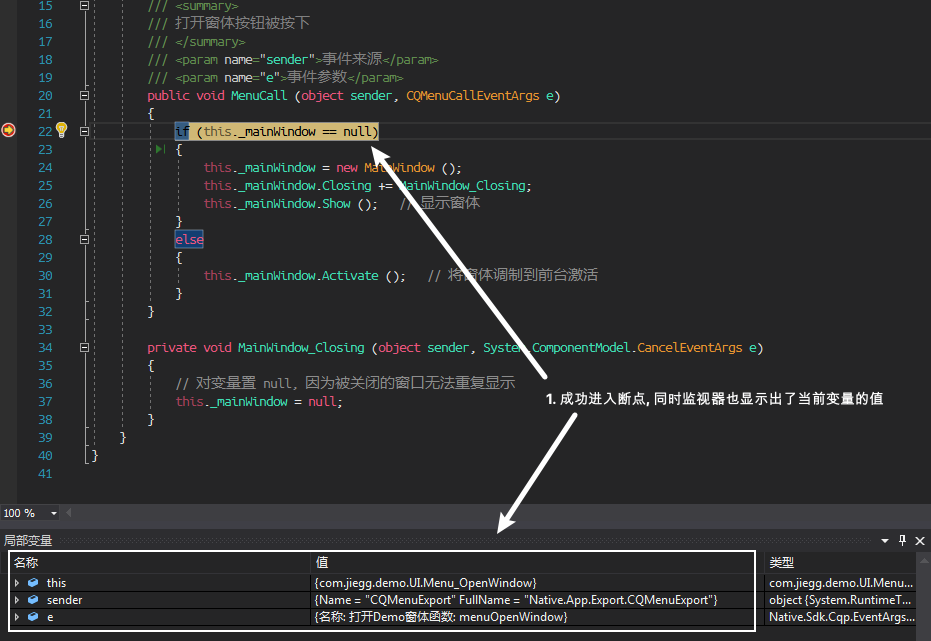 15 /// <summary>
16 /// 打开窗体按钮被按下
17 /// </summary>
18 /// <param name="sender">事件来源</param>
19 /// <param name="e">事件参数</param>
20 public void MenuCall (object sender, CQMenuCallEventArgs e)
21 {
22 if (this._mainWindow == null)
23 {
24 this._mainWindow = new MainWindow ();
25 this._mainWindow.Closing += MainWindow_Closing;
26 this._mainWindow.Show (); // 显示窗体
27 }
28 else
29 {
30 this._mainWindow.Activate (); // 将窗体调制到前台激活
31 }
32 }
33
34 private void MainWindow_Closing (object sender, System.ComponentModel.CancelEventArgs e)
35 {
36 // 对变量置 null, 因为被关闭的窗口无法重复显示
37 this._mainWindow = null;
38 }
39 }
40 }
41
1. 成功进入断点, 同时监视器也显示出了当前变量的值
100 %
局部变量
名称 值 类型
this {com.jiegg.demo.UI.Menu_OpenWindow} com.jiegg.demo.UI.Menu...
sender {Name = "CQMenuExport" FullName = "Native.App.Export.CQMenuExport"} object {System.RuntimeT...
e {名称: 打开Demo窗体函数: menuOpenWindow} Native.Sdk.Cqp.EventArgs...